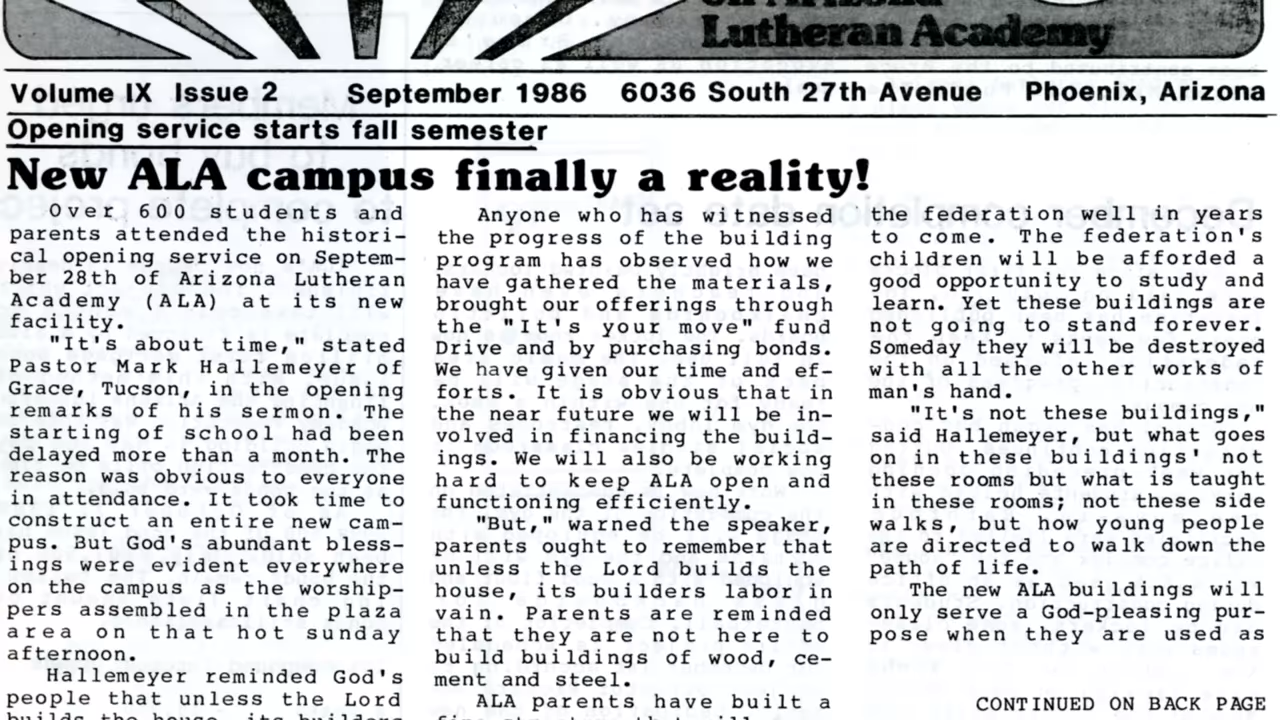 Lutheran Academy
Volume IX Issue 2 September 1986 6036 South 27th Avenue Phoenix, Arizona
Opening service starts fall semester
New ALA campus finally a reality!
Over 600 students and
parents attended the histori-
cal opening service on Septem-
ber 28th of Arizona Lutheran
Academy (ALA) at its new
facility.
"It's about time," stated
Pastor Mark Hallemeyer of
Grace, Tucson, in the opening
remarks of his sermon. The
starting of school had been
delayed more than a month. The
reason was obvious to everyone
in attendance. It took time to
construct an entire new cam-
pus. But God's abundant bless-
ings were evident everywhere
on the campus as the worship-
pers assembled in the plaza
area on that hot sunday
afternoon.
Hallemeyer reminded God's
people that unless the Lord
builds the house, its builders
Anyone who has witnessed
the progress of the building
program has observed how we
have gathered the materials,
brought our offerings through
the "It's your move" fund
Drive and by purchasing bonds.
We have given our time and ef-
forts. It is obvious that in
the near future we will be in-
volved in financing the build-
ings. We will also be working
hard to keep ALA open and
functioning efficiently.
"But," warned the speaker,
parents ought to remember that
unless the Lord builds the
house, its builders labor in
vain. Parents are reminded
that they are not here to
build buildings of wood, ce-
ment and steel.
ALA parents have built a
the federation well in years
to come. The federation's
children will be afforded a
good opportunity to study and
learn. Yet these buildings are
not going to stand forever.
Someday they will be destroyed
with all the other works of
man's hand.
"It's not these buildings,"
said Hallemeyer, but what goes
on in these buildings' not
these rooms but what is taught
in the rooms; not these side
walks, but how young people
are directed to walk down the
path of life.
The new ALA buildings will
only serve a God-pleasing pur-
pose when they are used as
CONTINUED ON BACK PAGE